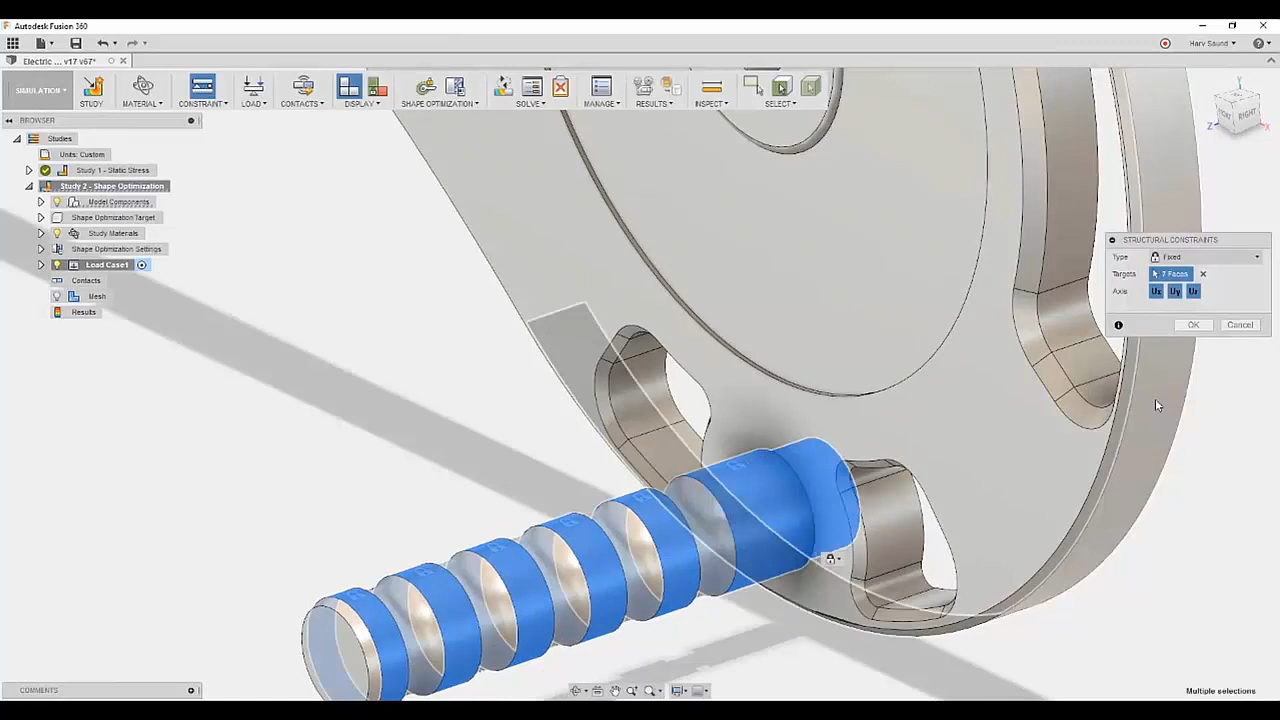 Autodesk Fusion 360
Harv Saund
Electric ... v17 v67*
SIMULATION
STUDY
MATERIAL
CONSTRAINT
LOAD
CONTACTS
DISPLAY
SHAPE OPTIMIZATION
SOLVE
MANAGE
RESULTS
INSPECT
SELECT
BROWSER
Studies
Units: Custom
Study 1 - Static Stress
Study 2 - Shape Optimization
Model Components
Shape Optimization Target
Study Materials
Shape Optimization Settings
Load Case1
Contacts
Mesh
Results
RIGHT
Z
X
STRUCTURAL CONSTRAINTS
Type Fixed
Targets 7 Faces
Axis Ux Uy Uz
OK Cancel
COMMENTS
Multiple selections